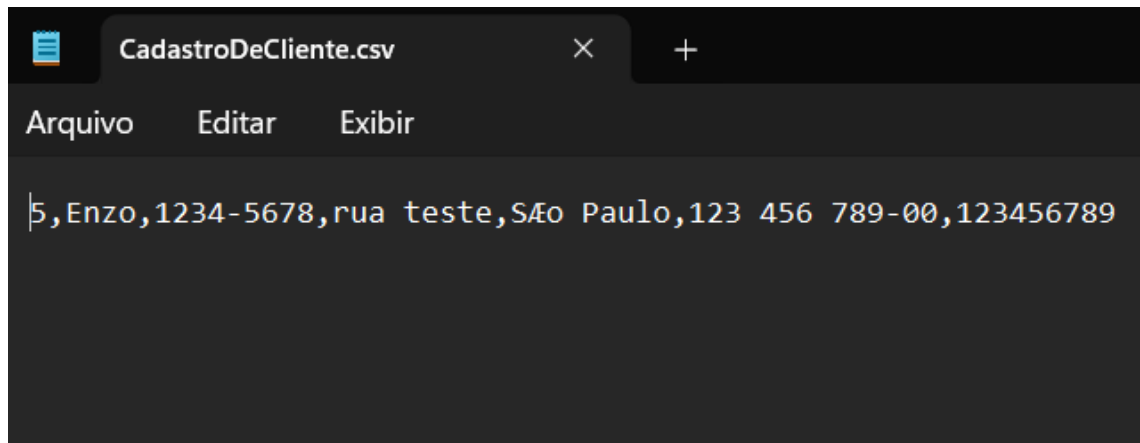 CadastroDeCliente.csv
Arquivo Editar Exibir
5,Enzo,1234-5678,rua teste,SÆo Paulo,123 456 789-00,123456789